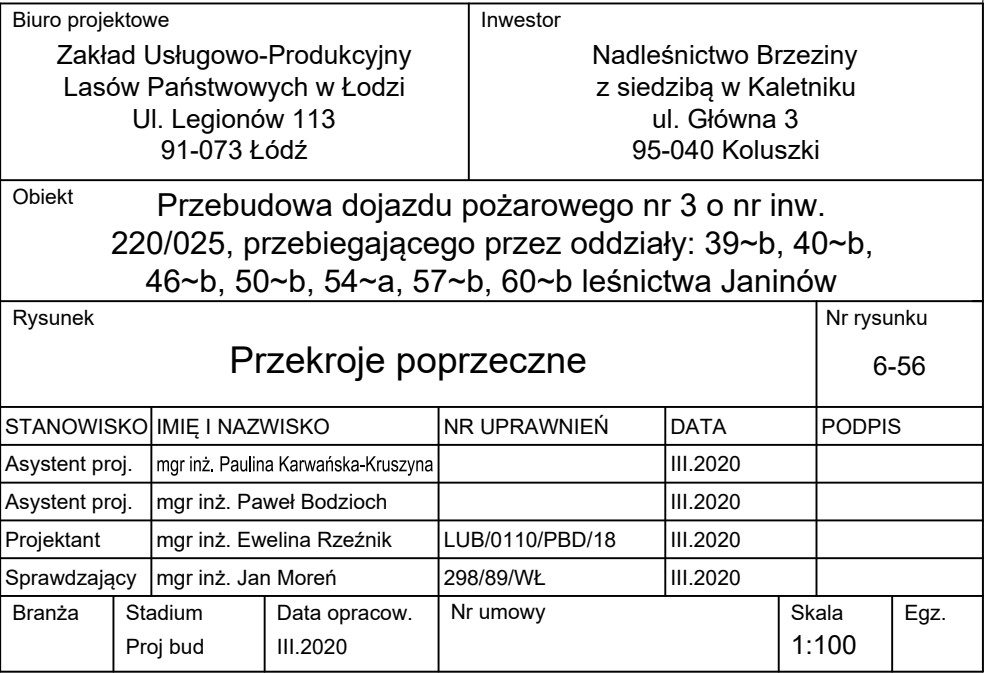 Biuro projektowe
Zakład Usługowo-Produkcyjny
Lasów Państwowych w Łodzi
Ul. Legionów 113
91-073 Łódź
Inwestor
Nadleśnictwo Brzeziny
z siedzibą w Kaletniku
ul. Główna 3
95-040 Koluszki
Obiekt
Przebudowa dojazdu pożarowego nr 3 o nr inw.
220/025, przebiegającego przez oddziały: 39~b, 40~b,
46~b, 50~b, 54~a, 57~b, 60~b leśnictwa Janinów
Rysunek
Przekroje poprzeczne
Nr rysunku
6-56
STANOWISKO IMIĘ I NAZWISKO NR UPRAWNIEŃ DATA PODPIS
Asystent proj. mgr inż. Paulina Karwańska-Kruszyna III.2020
Asystent proj. mgr inż. Paweł Bodzioch III.2020
Projektant mgr inż. Ewelina Rzeźnik LUB/0110/PBD/18 III.2020
Sprawdzający mgr inż. Jan Moreń 298/89/WŁ III.2020
Branża Stadium Data opracow. Nr umowy Skala Egz.
Proj bud III.2020 1:100